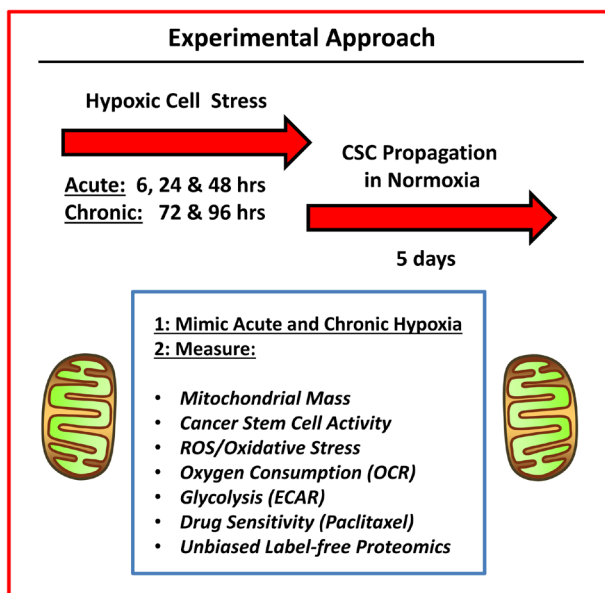 Experimental Approach
Hypoxic Cell Stress
Acute: 6, 24 & 48 hrs
Chronic: 72 & 96 hrs
CSC Propagation
in Normoxia
5 days
1: Mimic Acute and Chronic Hypoxia
2: Measure:
• Mitochondrial Mass
• Cancer Stem Cell Activity
• ROS/Oxidative Stress
• Oxygen Consumption (OCR)
• Glycolysis (ECAR)
• Drug Sensitivity (Paclitaxel)
• Unbiased Label-free Proteomics